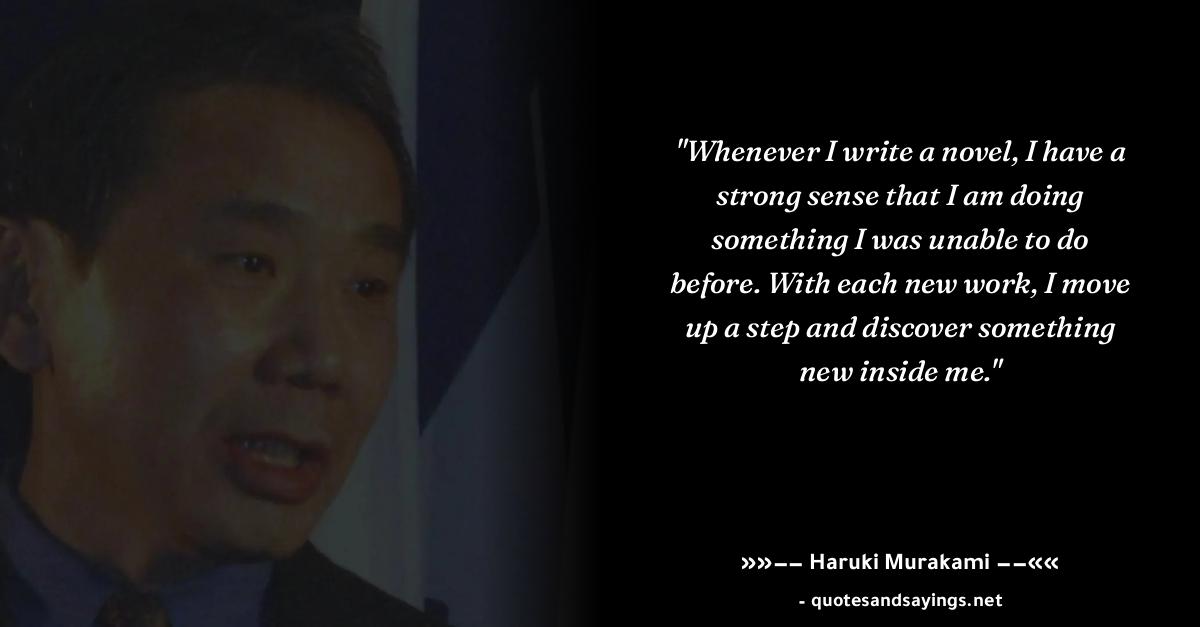 "Whenever I write a novel, I have a
strong sense that I am doing
something I was unable to do
before. With each new work, I move
up a step and discover something
new inside me."
»»–– Haruki Murakami ––««
- quotesandsayings.net